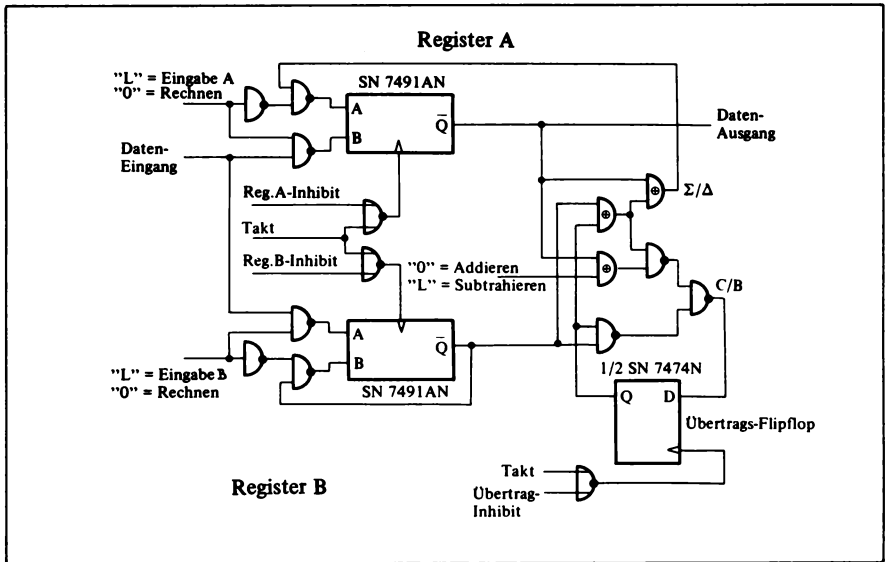 Register A
"L" = Eingabe A
"0" = Rechnen
SN 7491AN
A
B
Q̅
Daten-
Ausgang
Daten-
Eingang
Σ/Δ
⊕
⊕
⊕
Reg.A-Inhibit
Takt
Reg.B-Inhibit
"0" = Addieren
"L" = Subtrahieren
C/B
A
B
Q̅
SN 7491AN
"L" = Eingabe B
"0" = Rechnen
1/2 SN 7474N
Q
D
Übertrags-Flipflop
Register B
Takt
Übertrag-
Inhibit